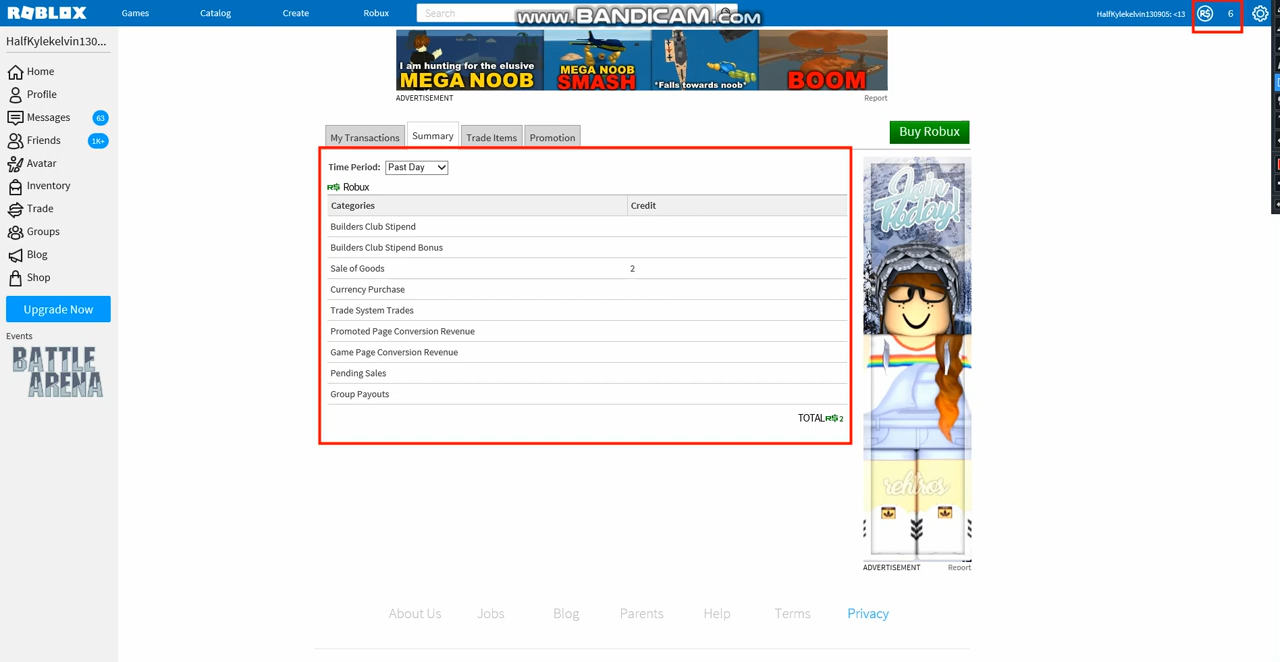 ROBLOX Games Catalog Create Robux Search www.BANDICAM.COM HalfKylekelvin130905: <13 R$ 6
HalfKylekelvin130...
Home
Profile
Messages 63
Friends 1K+
Avatar
Inventory
Trade
Groups
Blog
Shop
Upgrade Now
Events
BATTLE
ARENA
I am hunting for the elusive
MEGA NOOB
MEGA NOOB
SMASH
*Falls towards noob*
BOOM
ADVERTISEMENT Report
My Transactions Summary Trade Items Promotion
Buy Robux
Time Period: Past Day
R$ Robux
Categories Credit
Builders Club Stipend
Builders Club Stipend Bonus
Sale of Goods 2
Currency Purchase
Trade System Trades
Promoted Page Conversion Revenue
Game Page Conversion Revenue
Pending Sales
Group Payouts
TOTAL R$ 2
Join
Today!
rehtros
ADVERTISEMENT Report
About Us Jobs Blog Parents Help Terms Privacy